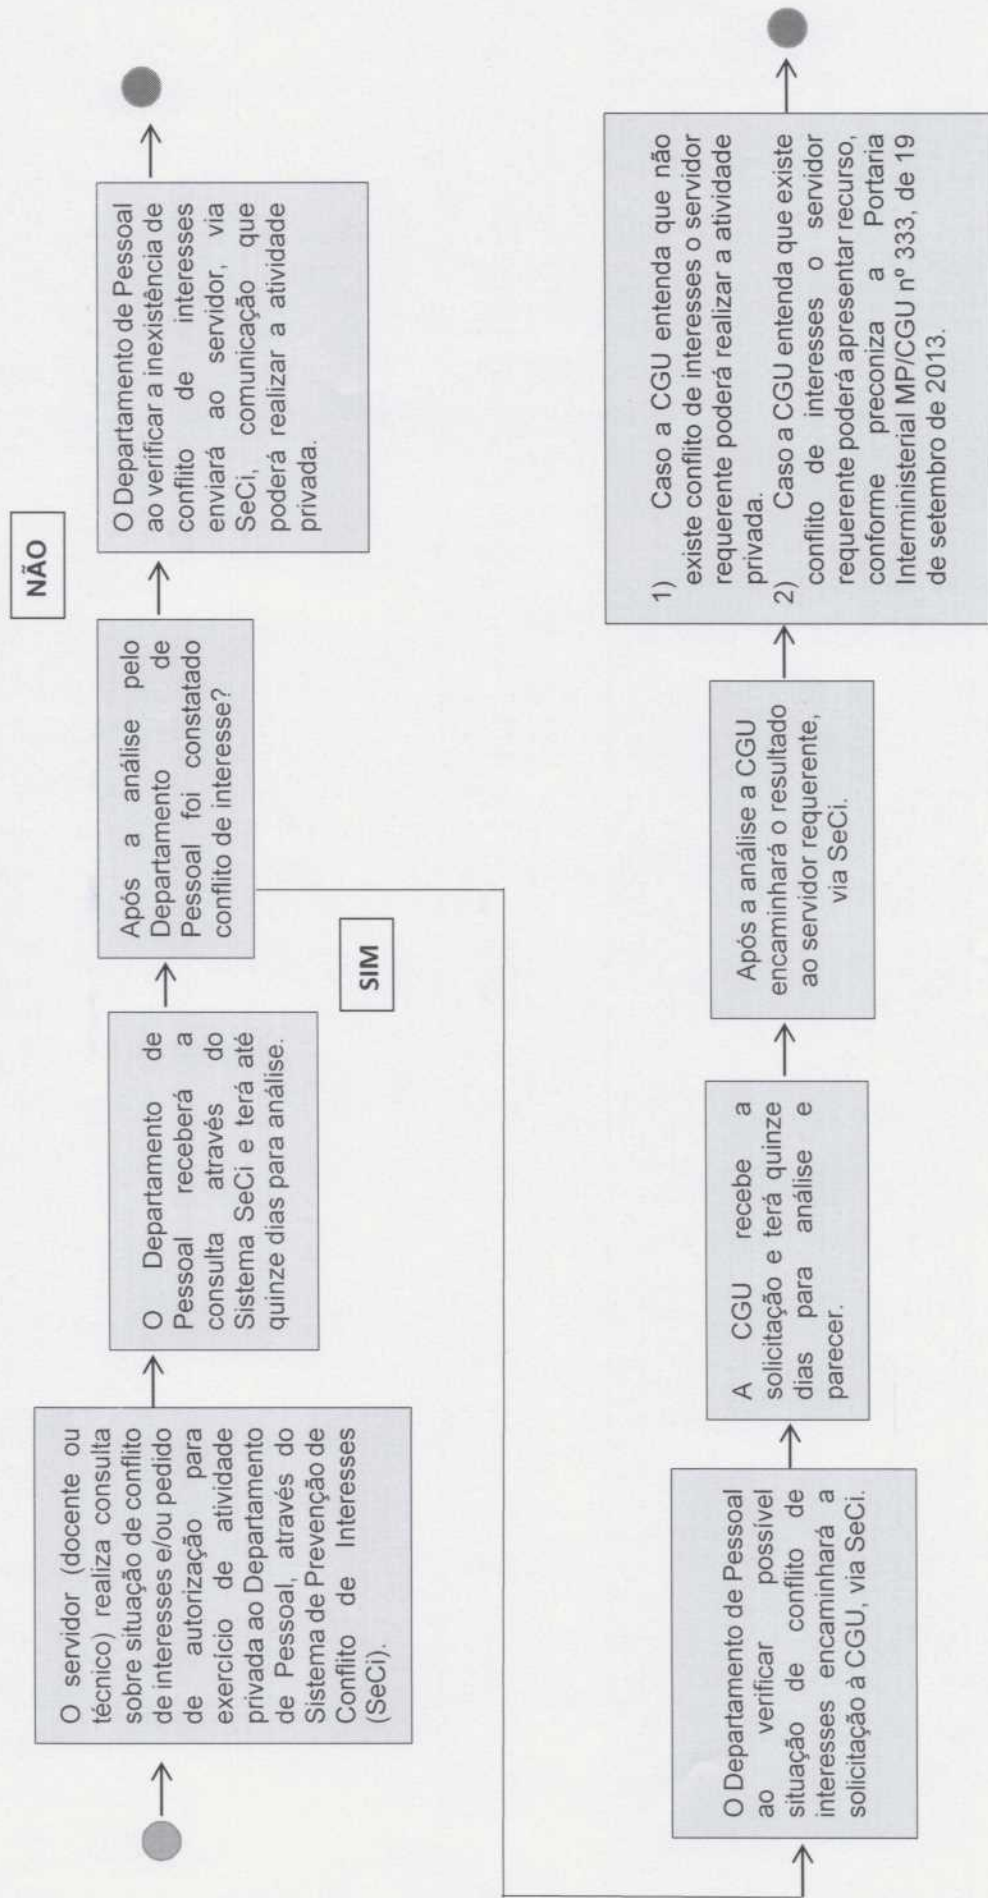 O servidor (docente ou
técnico) realiza consulta
sobre situação de conflito
de interesses e/ou pedido
de autorização para
exercício de atividade
privada ao Departamento
de Pessoal, através do
Sistema de Prevenção de
Conflito de Interesses
(SeCi).
O Departamento de
Pessoal receberá a
consulta através do
Sistema SeCi e terá até
quinze dias para análise.
Após a análise pelo
Departamento de
Pessoal foi constatado
conflito de interesse?
NÃO
O Departamento de Pessoal
ao verificar a inexistência de
conflito de interesses
enviará ao servidor, via
SeCi, comunicação que
poderá realizar a atividade
privada.
SIM
O Departamento de Pessoal
ao verificar possível
situação de conflito de
interesses encaminhará a
solicitação à CGU, via SeCi.
A CGU recebe a
solicitação e terá quinze
dias para análise e
parecer.
Após a análise a CGU
encaminhará o resultado
ao servidor requerente,
via SeCi.
1) Caso a CGU entenda que não
existe conflito de interesses o servidor
requerente poderá realizar a atividade
privada.
2) Caso a CGU entenda que existe
conflito de interesses o servidor
requerente poderá apresentar recurso,
conforme preconiza a Portaria
Interministerial MP/CGU nº 333, de 19
de setembro de 2013.